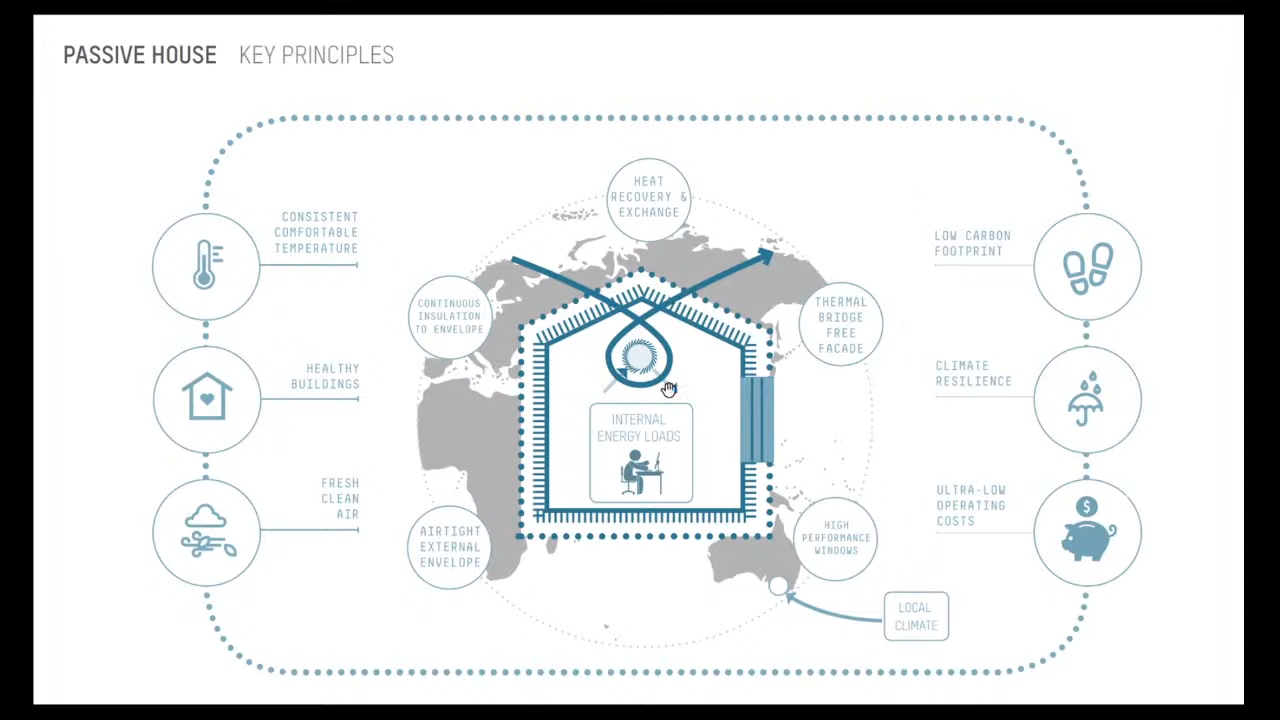 PASSIVE HOUSE KEY PRINCIPLES
HEAT
RECOVERY &
EXCHANGE
CONSISTENT
COMFORTABLE
TEMPERATURE
LOW CARBON
FOOTPRINT
CONTINUOUS
INSULATION
TO ENVELOPE
THERMAL
BRIDGE
FREE
FACADE
HEALTHY
BUILDINGS
CLIMATE
RESILIENCE
INTERNAL
ENERGY LOADS
FRESH
CLEAN
AIR
ULTRA-LOW
OPERATING
COSTS
$
AIRTIGHT
EXTERNAL
ENVELOPE
HIGH
PERFORMANCE
WINDOWS
LOCAL
CLIMATE